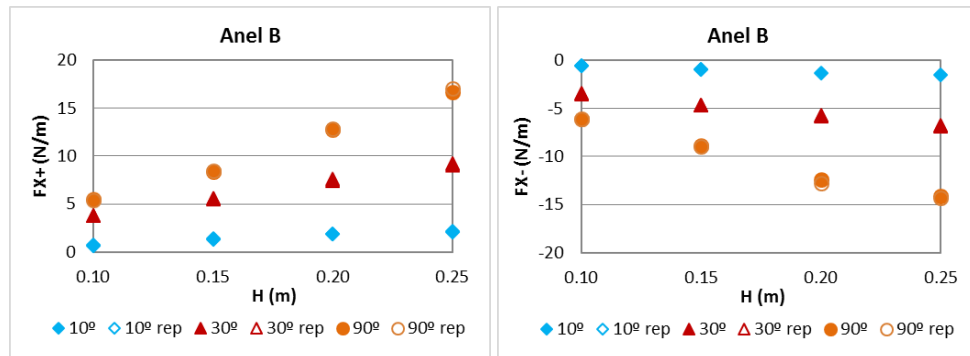 Anel B
20
15
10
5
0
FX+ (N/m)
0.10 0.15 0.20 0.25
H (m)
10º 10º rep 30º 30º rep 90º 90º rep
Anel B
0
-5
-10
-15
-20
FX- (N/m)
0.10 0.15 0.20 0.25
H (m)
10º 10º rep 30º 30º rep 90º 90º rep